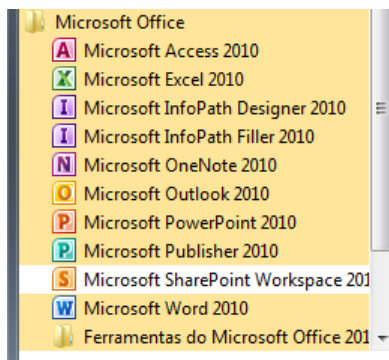 Microsoft Office
Microsoft Access 2010
Microsoft Excel 2010
Microsoft InfoPath Designer 2010
Microsoft InfoPath Filler 2010
Microsoft OneNote 2010
Microsoft Outlook 2010
Microsoft PowerPoint 2010
Microsoft Publisher 2010
Microsoft SharePoint Workspace 201
Microsoft Word 2010
Ferramentas do Microsoft Office 201